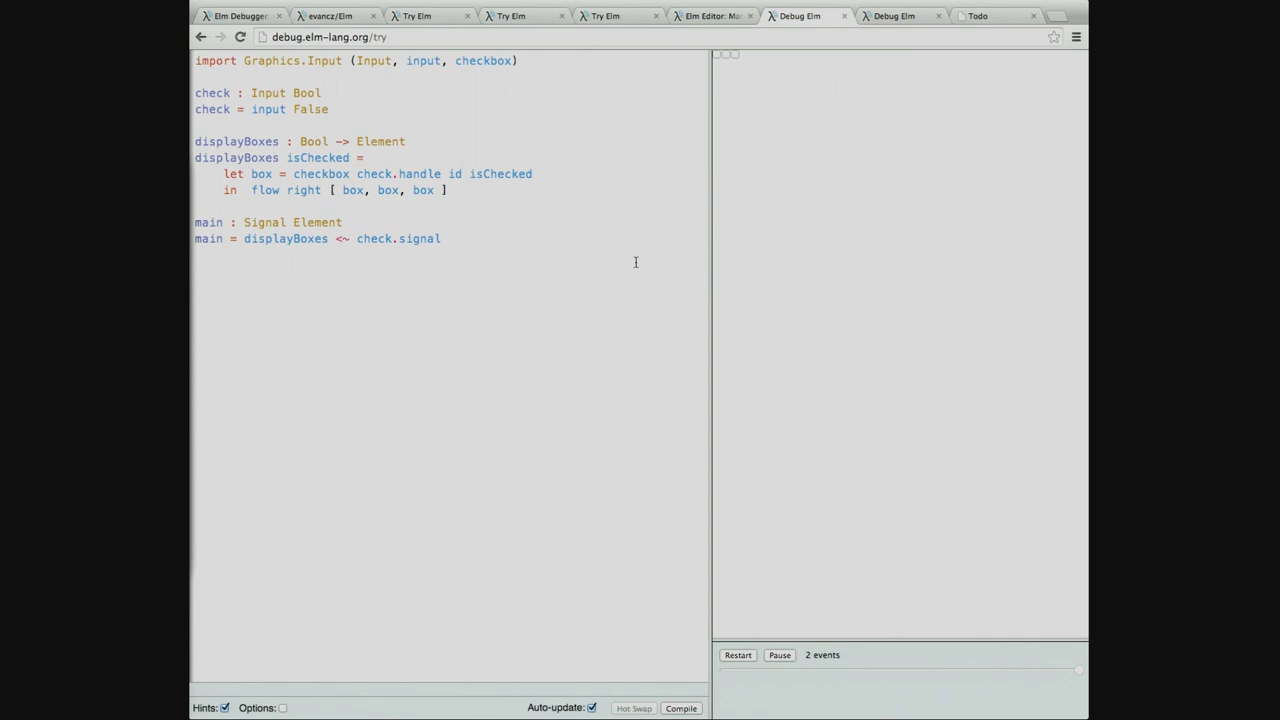 Elm Debugger
evancz/Elm
Try Elm
Try Elm
Try Elm
Elm Editor: Ma
Debug Elm
Debug Elm
Todo
debug.elm-lang.org/try
import Graphics.Input (Input, input, checkbox)
check : Input Bool
check = input False
displayBoxes : Bool -> Element
displayBoxes isChecked =
let box = checkbox check.handle id isChecked
in flow right [ box, box, box ]
main : Signal Element
main = displayBoxes <~ check.signal
Restart
Pause
2 events
Hints:
Options:
Auto-update:
Hot Swap
Compile